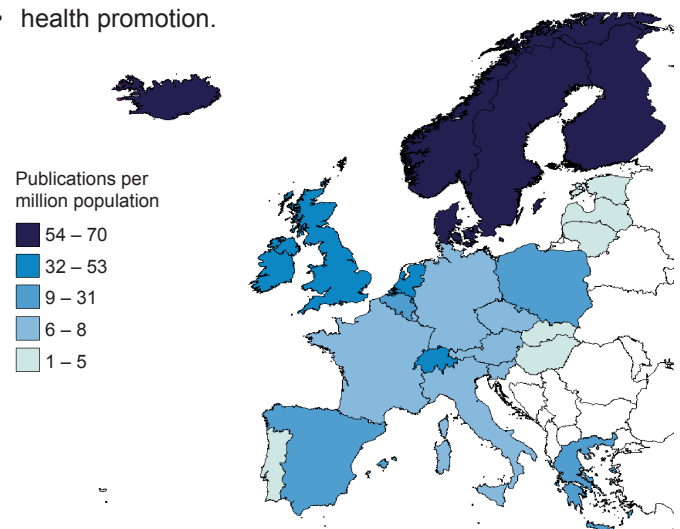 • health promotion.
Publications per
million population
54 – 70
32 – 53
9 – 31
6 – 8
1 – 5